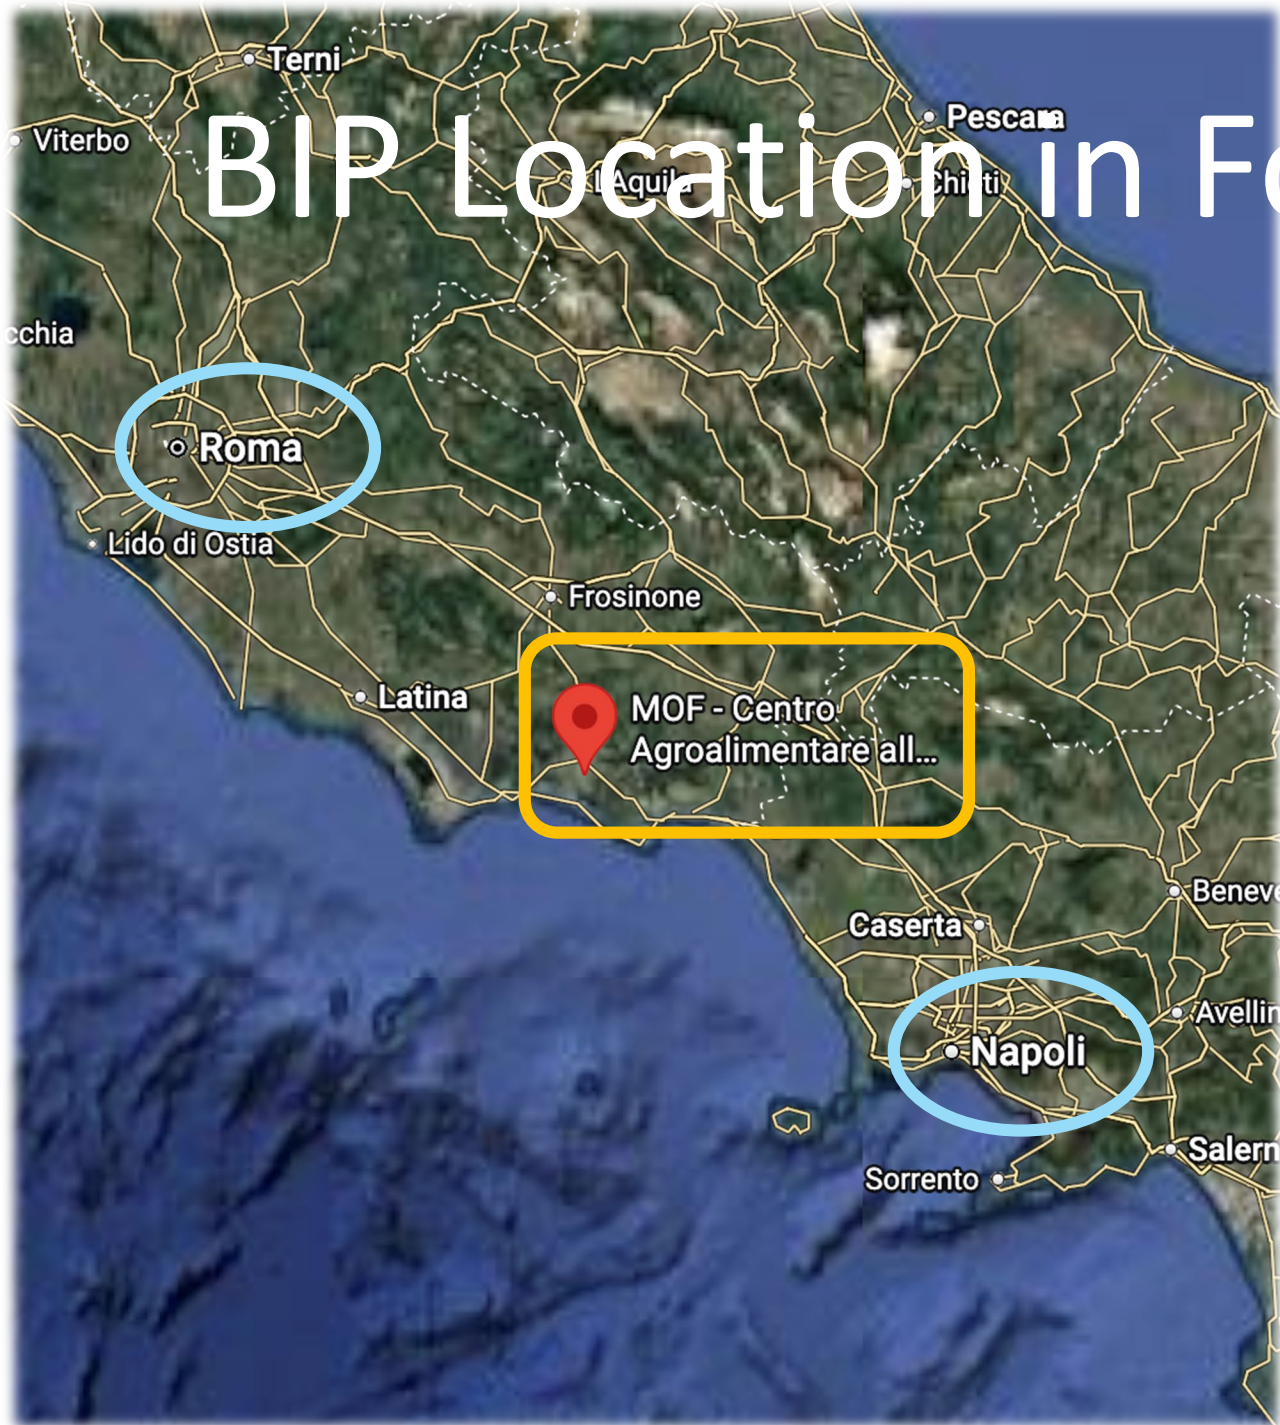 Terni
Pescara
Viterbo
BIP Location in Fo
L'Aquila
Chieti
cchia
Roma
Lido di Ostia
Frosinone
Latina
MOF - Centro
Agroalimentare all...
Beneve
Caserta
Avellin
Napoli
Salern
Sorrento